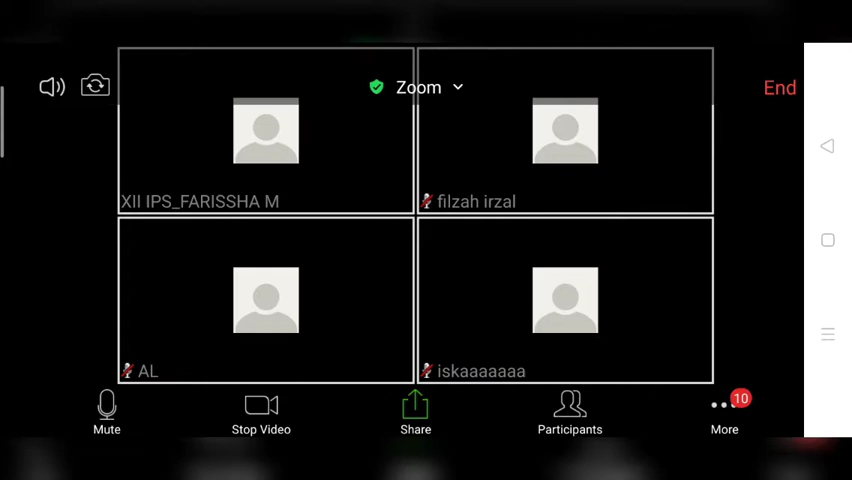 Zoom
End
XII IPS_FARISSHA M
filzah irzal
AL
iskaaaaaaa
10
Mute
Stop Video
Share
Participants
More